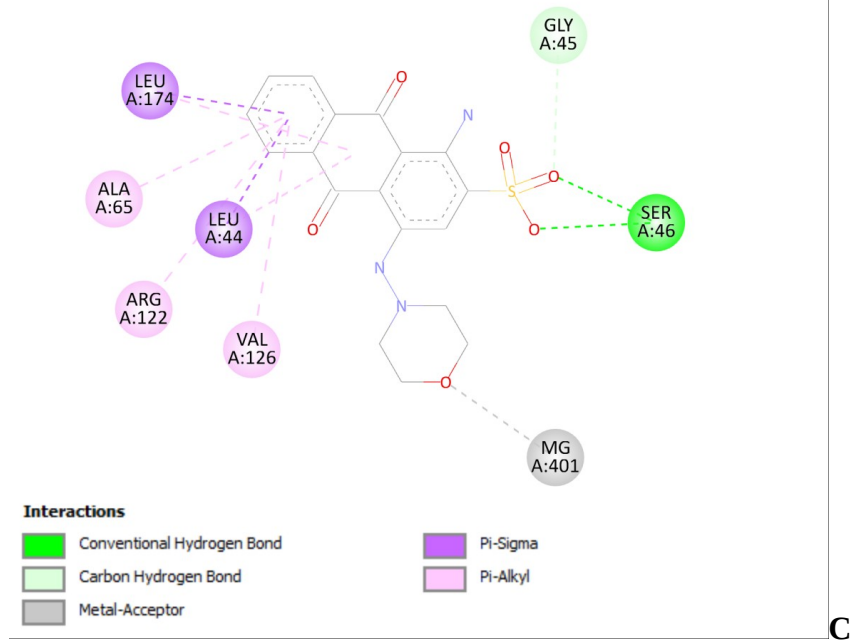 GLY
A:45
LEU
A:174
O
N
O
ALA
A:65
O
S
LEU
A:44
SER
A:46
O
O
N
ARG
A:122
N
VAL
A:126
O
MG
A:401
Interactions
Conventional Hydrogen Bond
Carbon Hydrogen Bond
Metal-Acceptor
Pi-Sigma
Pi-Alkyl
C